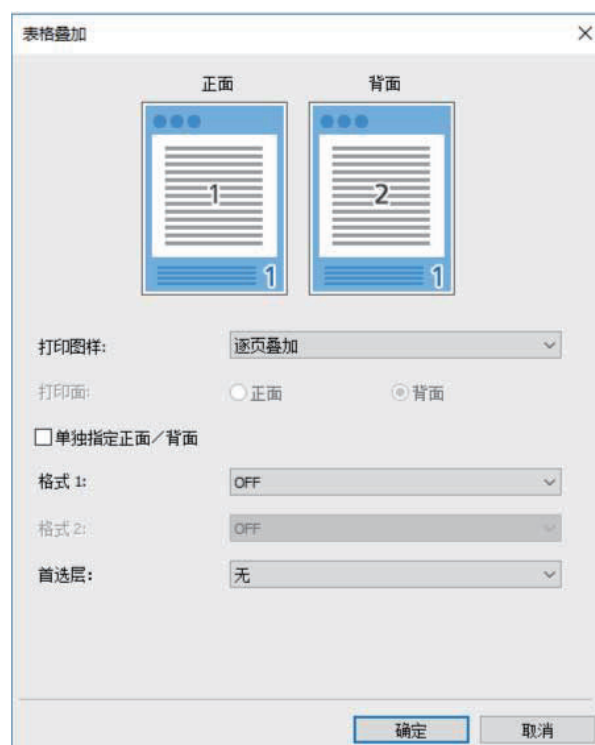 表格叠加
正面 背面
1 2
1 1
打印图样: 逐页叠加
打印面: 正面 背面
单独指定正面／背面
格式 1: OFF
格式 2: OFF
首选层: 无
确定 取消